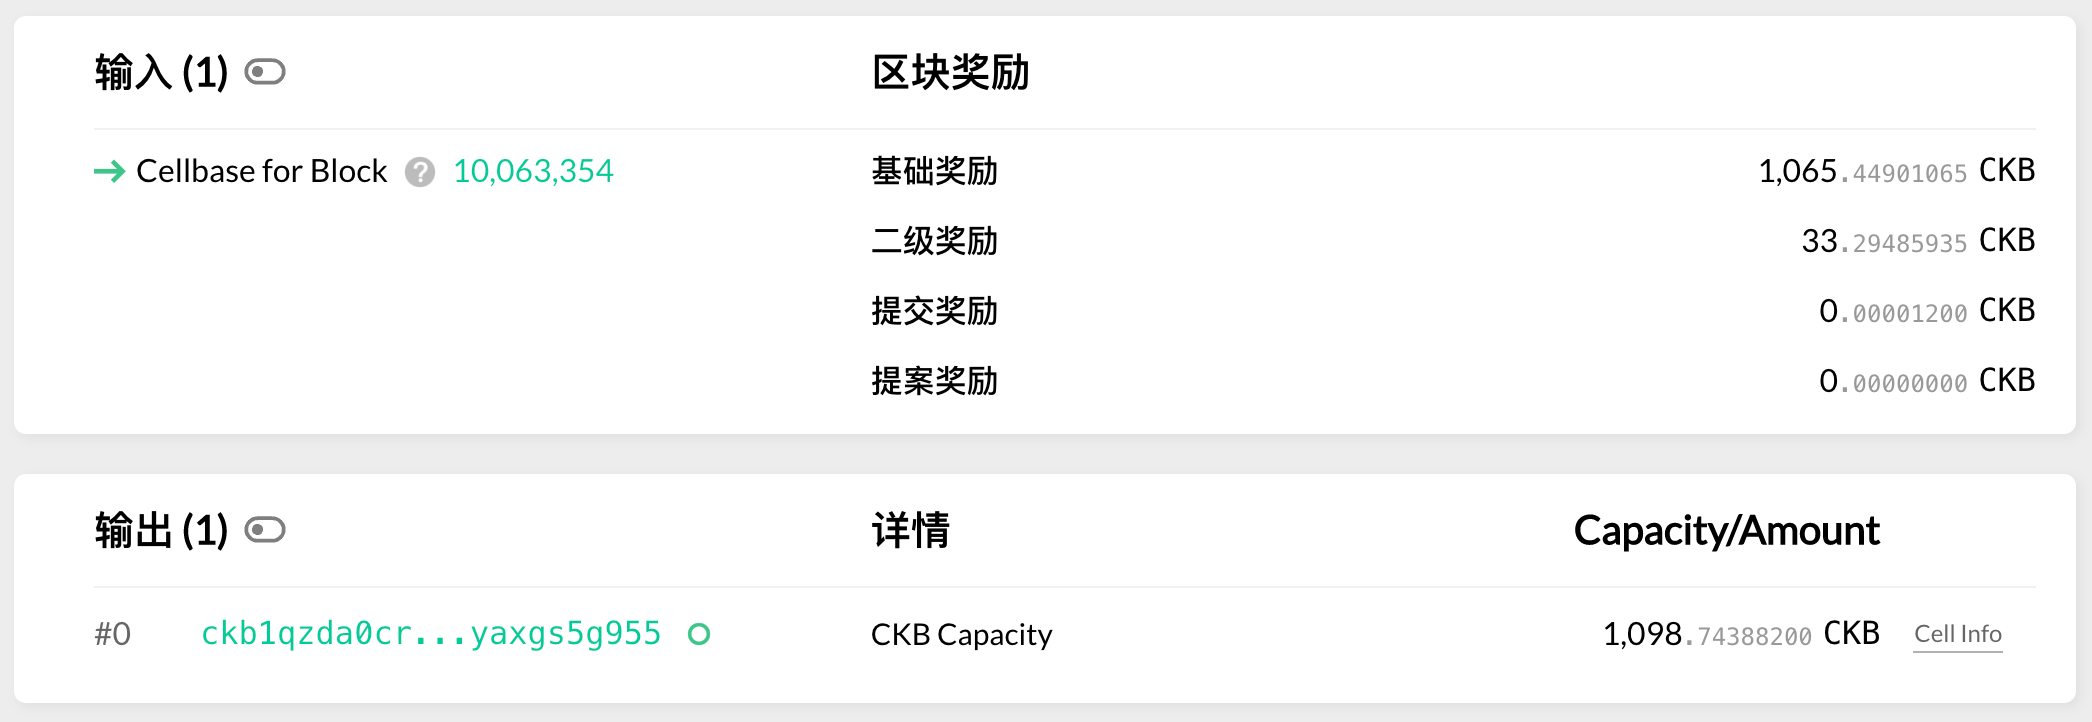 输入 (1)
区块奖励
Cellbase for Block ? 10,063,354
基础奖励 1,065.44901065 CKB
二级奖励 33.29485935 CKB
提交奖励 0.00001200 CKB
提案奖励 0.00000000 CKB
输出 (1) 详情 Capacity/Amount
#0 ckb1qzda0cr...yaxgs5g955 CKB Capacity 1,098.74388200 CKB Cell Info